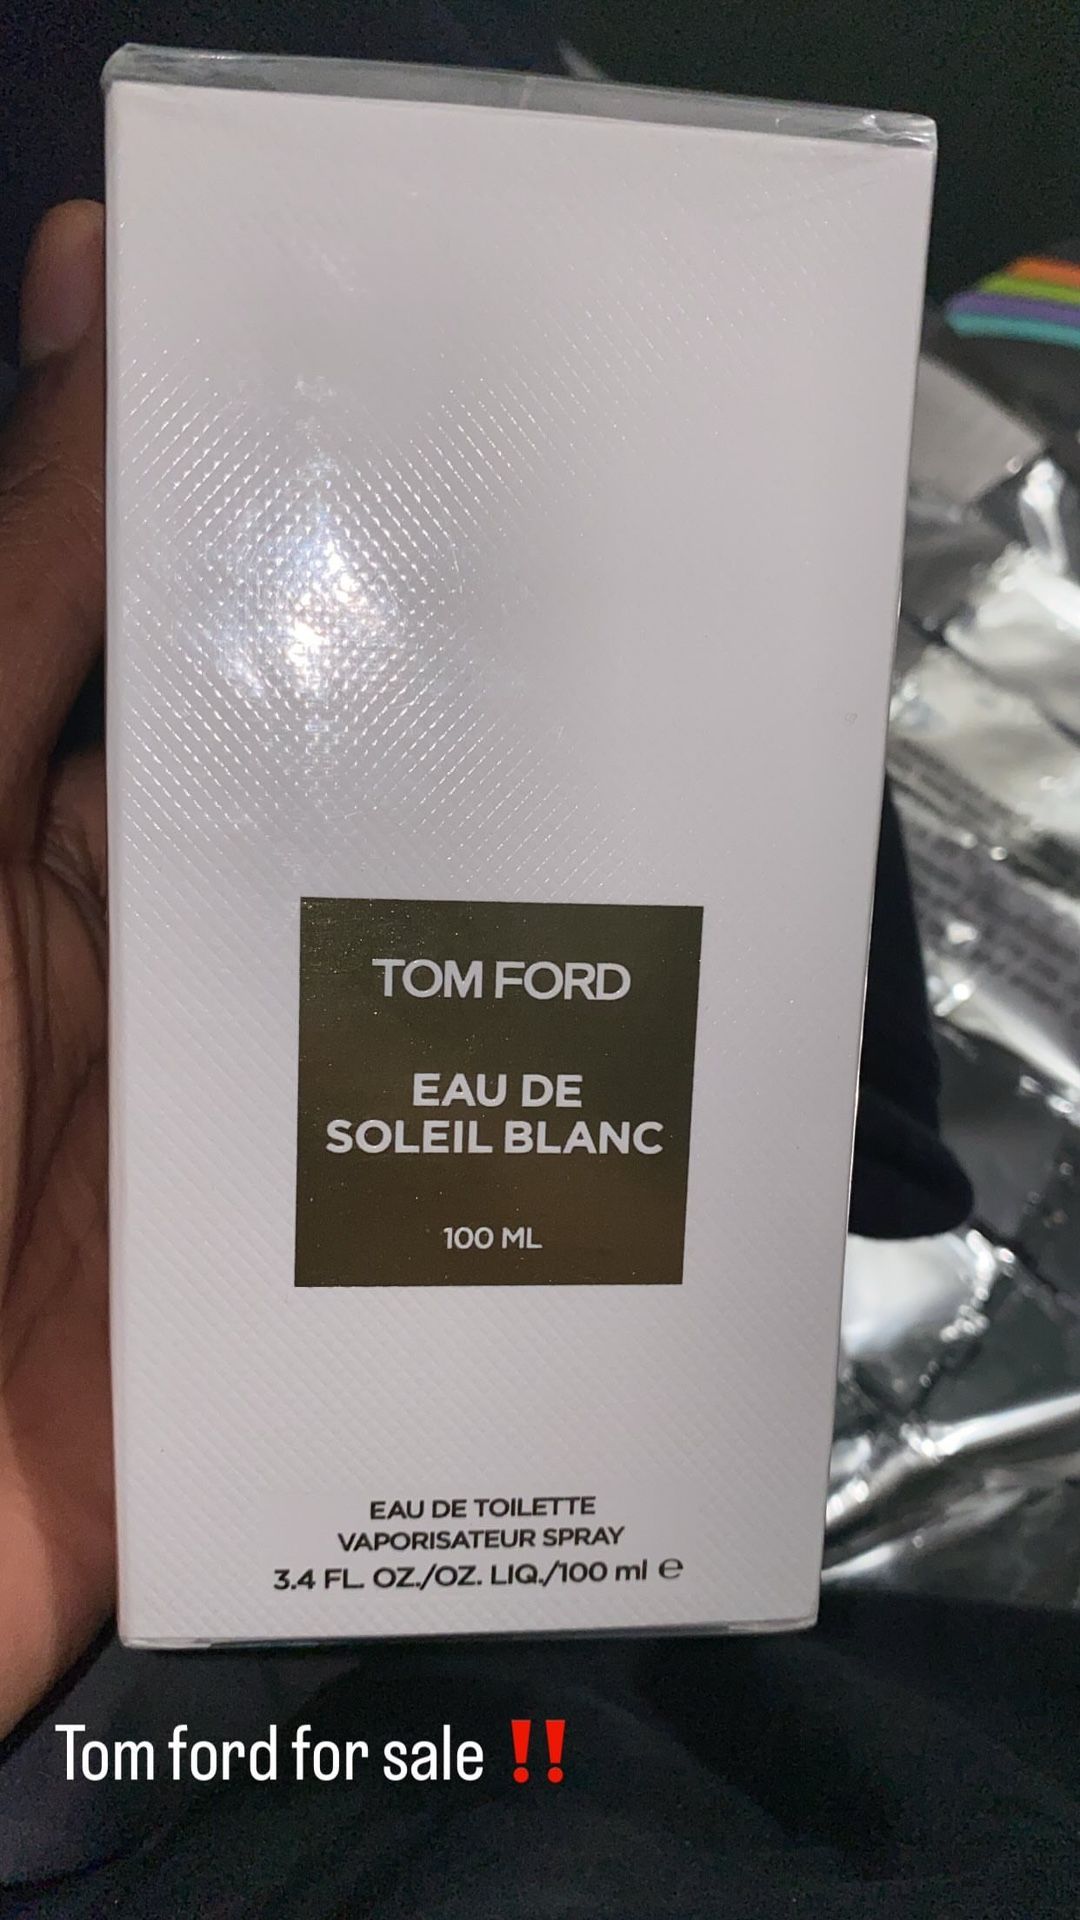 TOM FORD
EAU DE
SOLEIL BLANC
100 ML
EAU DE TOILETTE
VAPORISATEUR SPRAY
3.4 FL. OZ./OZ. LIQ./100 ml ℮
Tom ford for sale ‼️